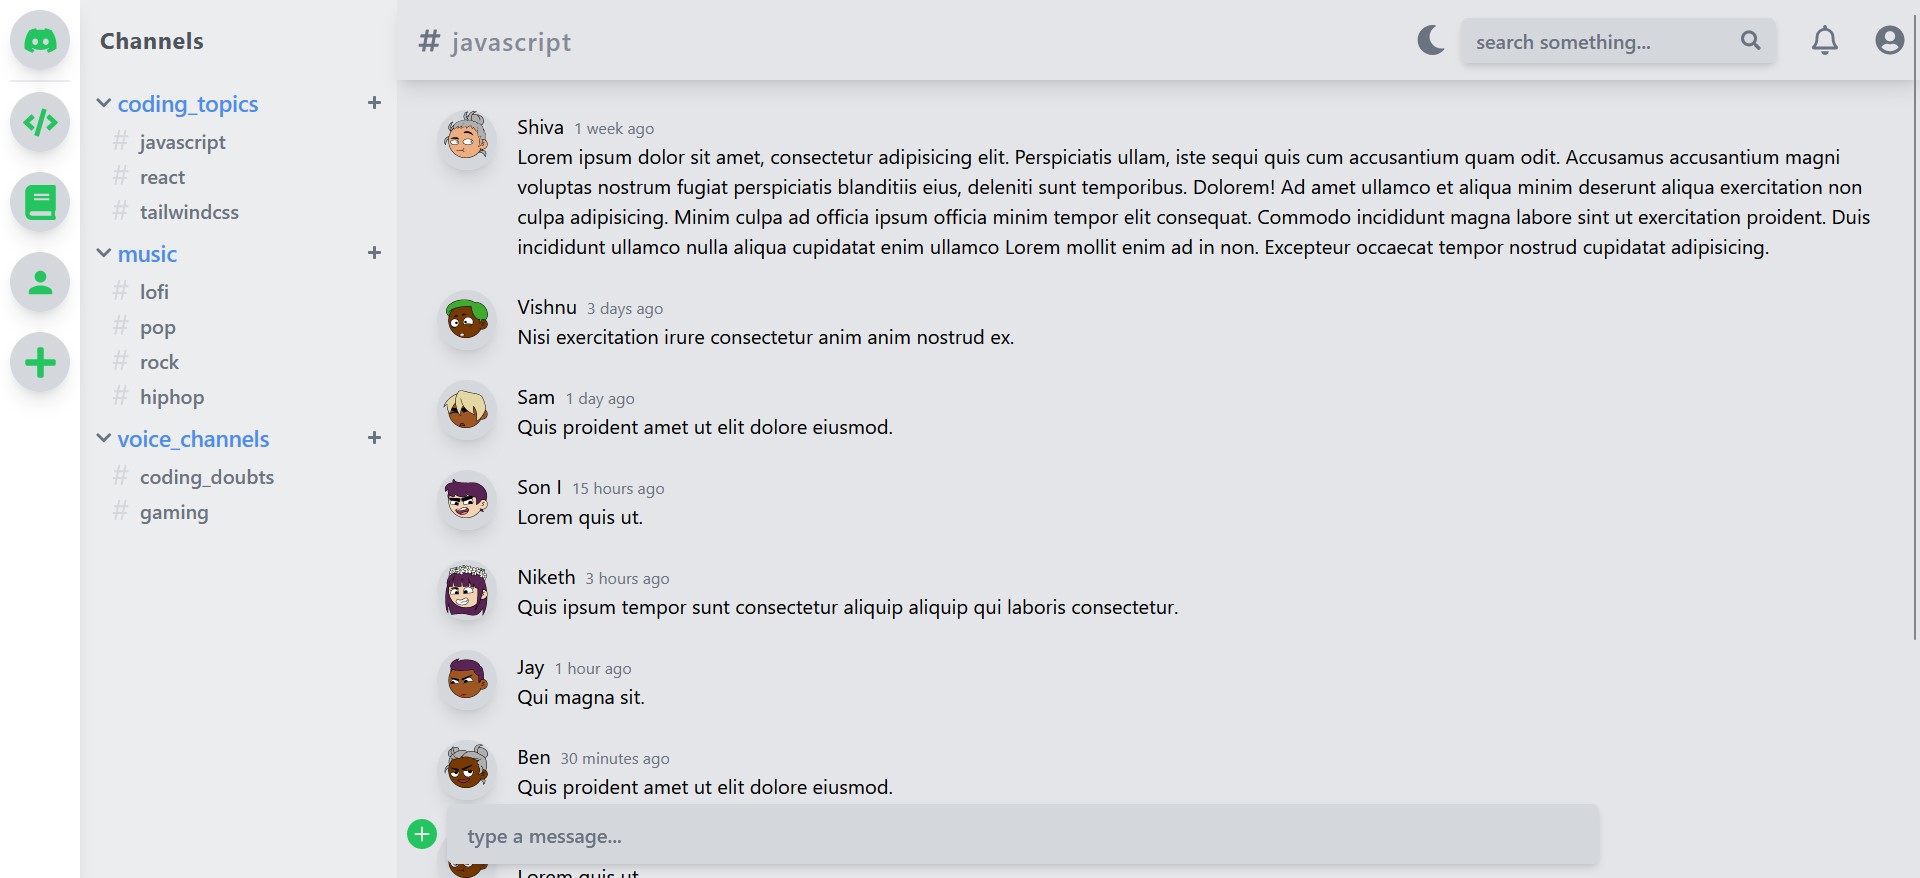 Channels
coding_topics
# javascript
# react
# tailwindcss
music
# lofi
# pop
# rock
# hiphop
voice_channels
# coding_doubts
# gaming
# javascript
search something...
Shiva 1 week ago
Lorem ipsum dolor sit amet, consectetur adipisicing elit. Perspiciatis ullam, iste sequi quis cum accusantium quam odit. Accusamus accusantium magni
voluptas nostrum fugiat perspiciatis blanditiis eius, deleniti sunt temporibus. Dolorem! Ad amet ullamco et aliqua minim deserunt aliqua exercitation non
culpa adipisicing. Minim culpa ad officia ipsum officia minim tempor elit consequat. Commodo incididunt magna labore sint ut exercitation proident. Duis
incididunt ullamco nulla aliqua cupidatat enim ullamco Lorem mollit enim ad in non. Excepteur occaecat tempor nostrud cupidatat adipisicing.
Vishnu 3 days ago
Nisi exercitation irure consectetur anim anim nostrud ex.
Sam 1 day ago
Quis proident amet ut elit dolore eiusmod.
Son I 15 hours ago
Lorem quis ut.
Niketh 3 hours ago
Quis ipsum tempor sunt consectetur aliquip aliquip qui laboris consectetur.
Jay 1 hour ago
Qui magna sit.
Ben 30 minutes ago
Quis proident amet ut elit dolore eiusmod.
type a message...
Lorem quis ut.